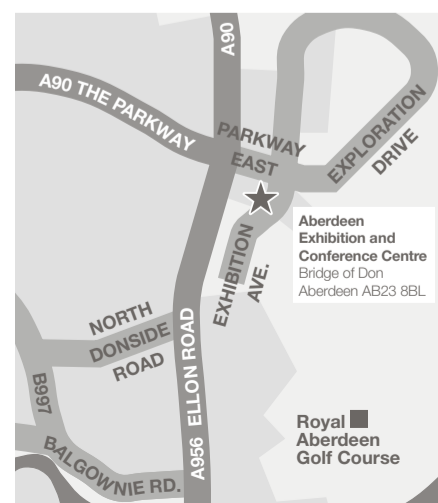 A90
A90 THE PARKWAY
PARKWAY
EAST
EXPLORATION
DRIVE
Aberdeen
Exhibition and
Conference Centre
Bridge of Don
Aberdeen AB23 8BL
EXHIBITION
AVE.
NORTH
DONSIDE
ROAD
A956 ELLON ROAD
B997
BALGOWNIE RD.
Royal
Aberdeen
Golf Course